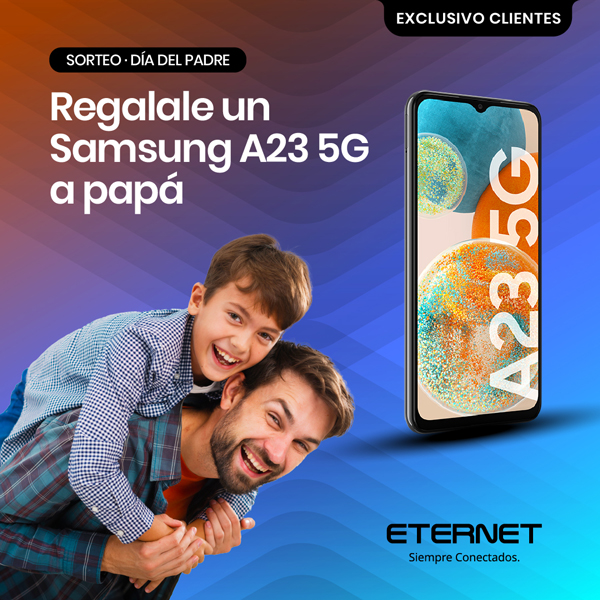 EXCLUSIVO CLIENTES
SORTEO · DÍA DEL PADRE
Regalale un
Samsung A23 5G
a papá
A23 5G
ETERNET
Siempre Conectados.